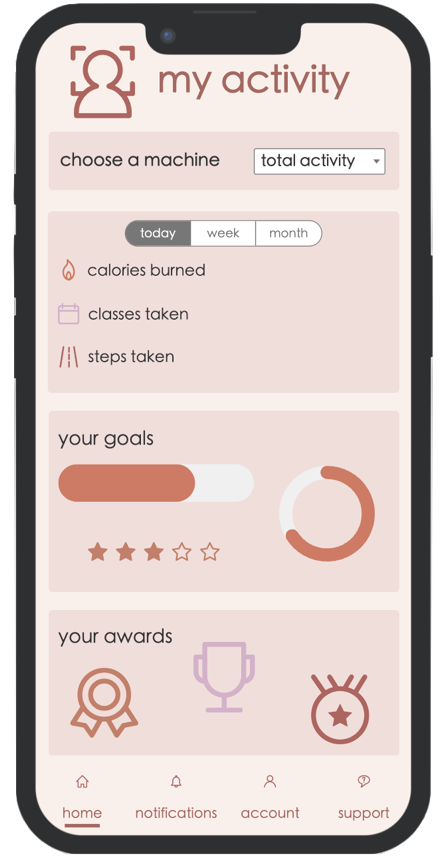 my activity
choose a machine
total activity
today week month
calories burned
classes taken
steps taken
your goals
your awards
home notifications account support